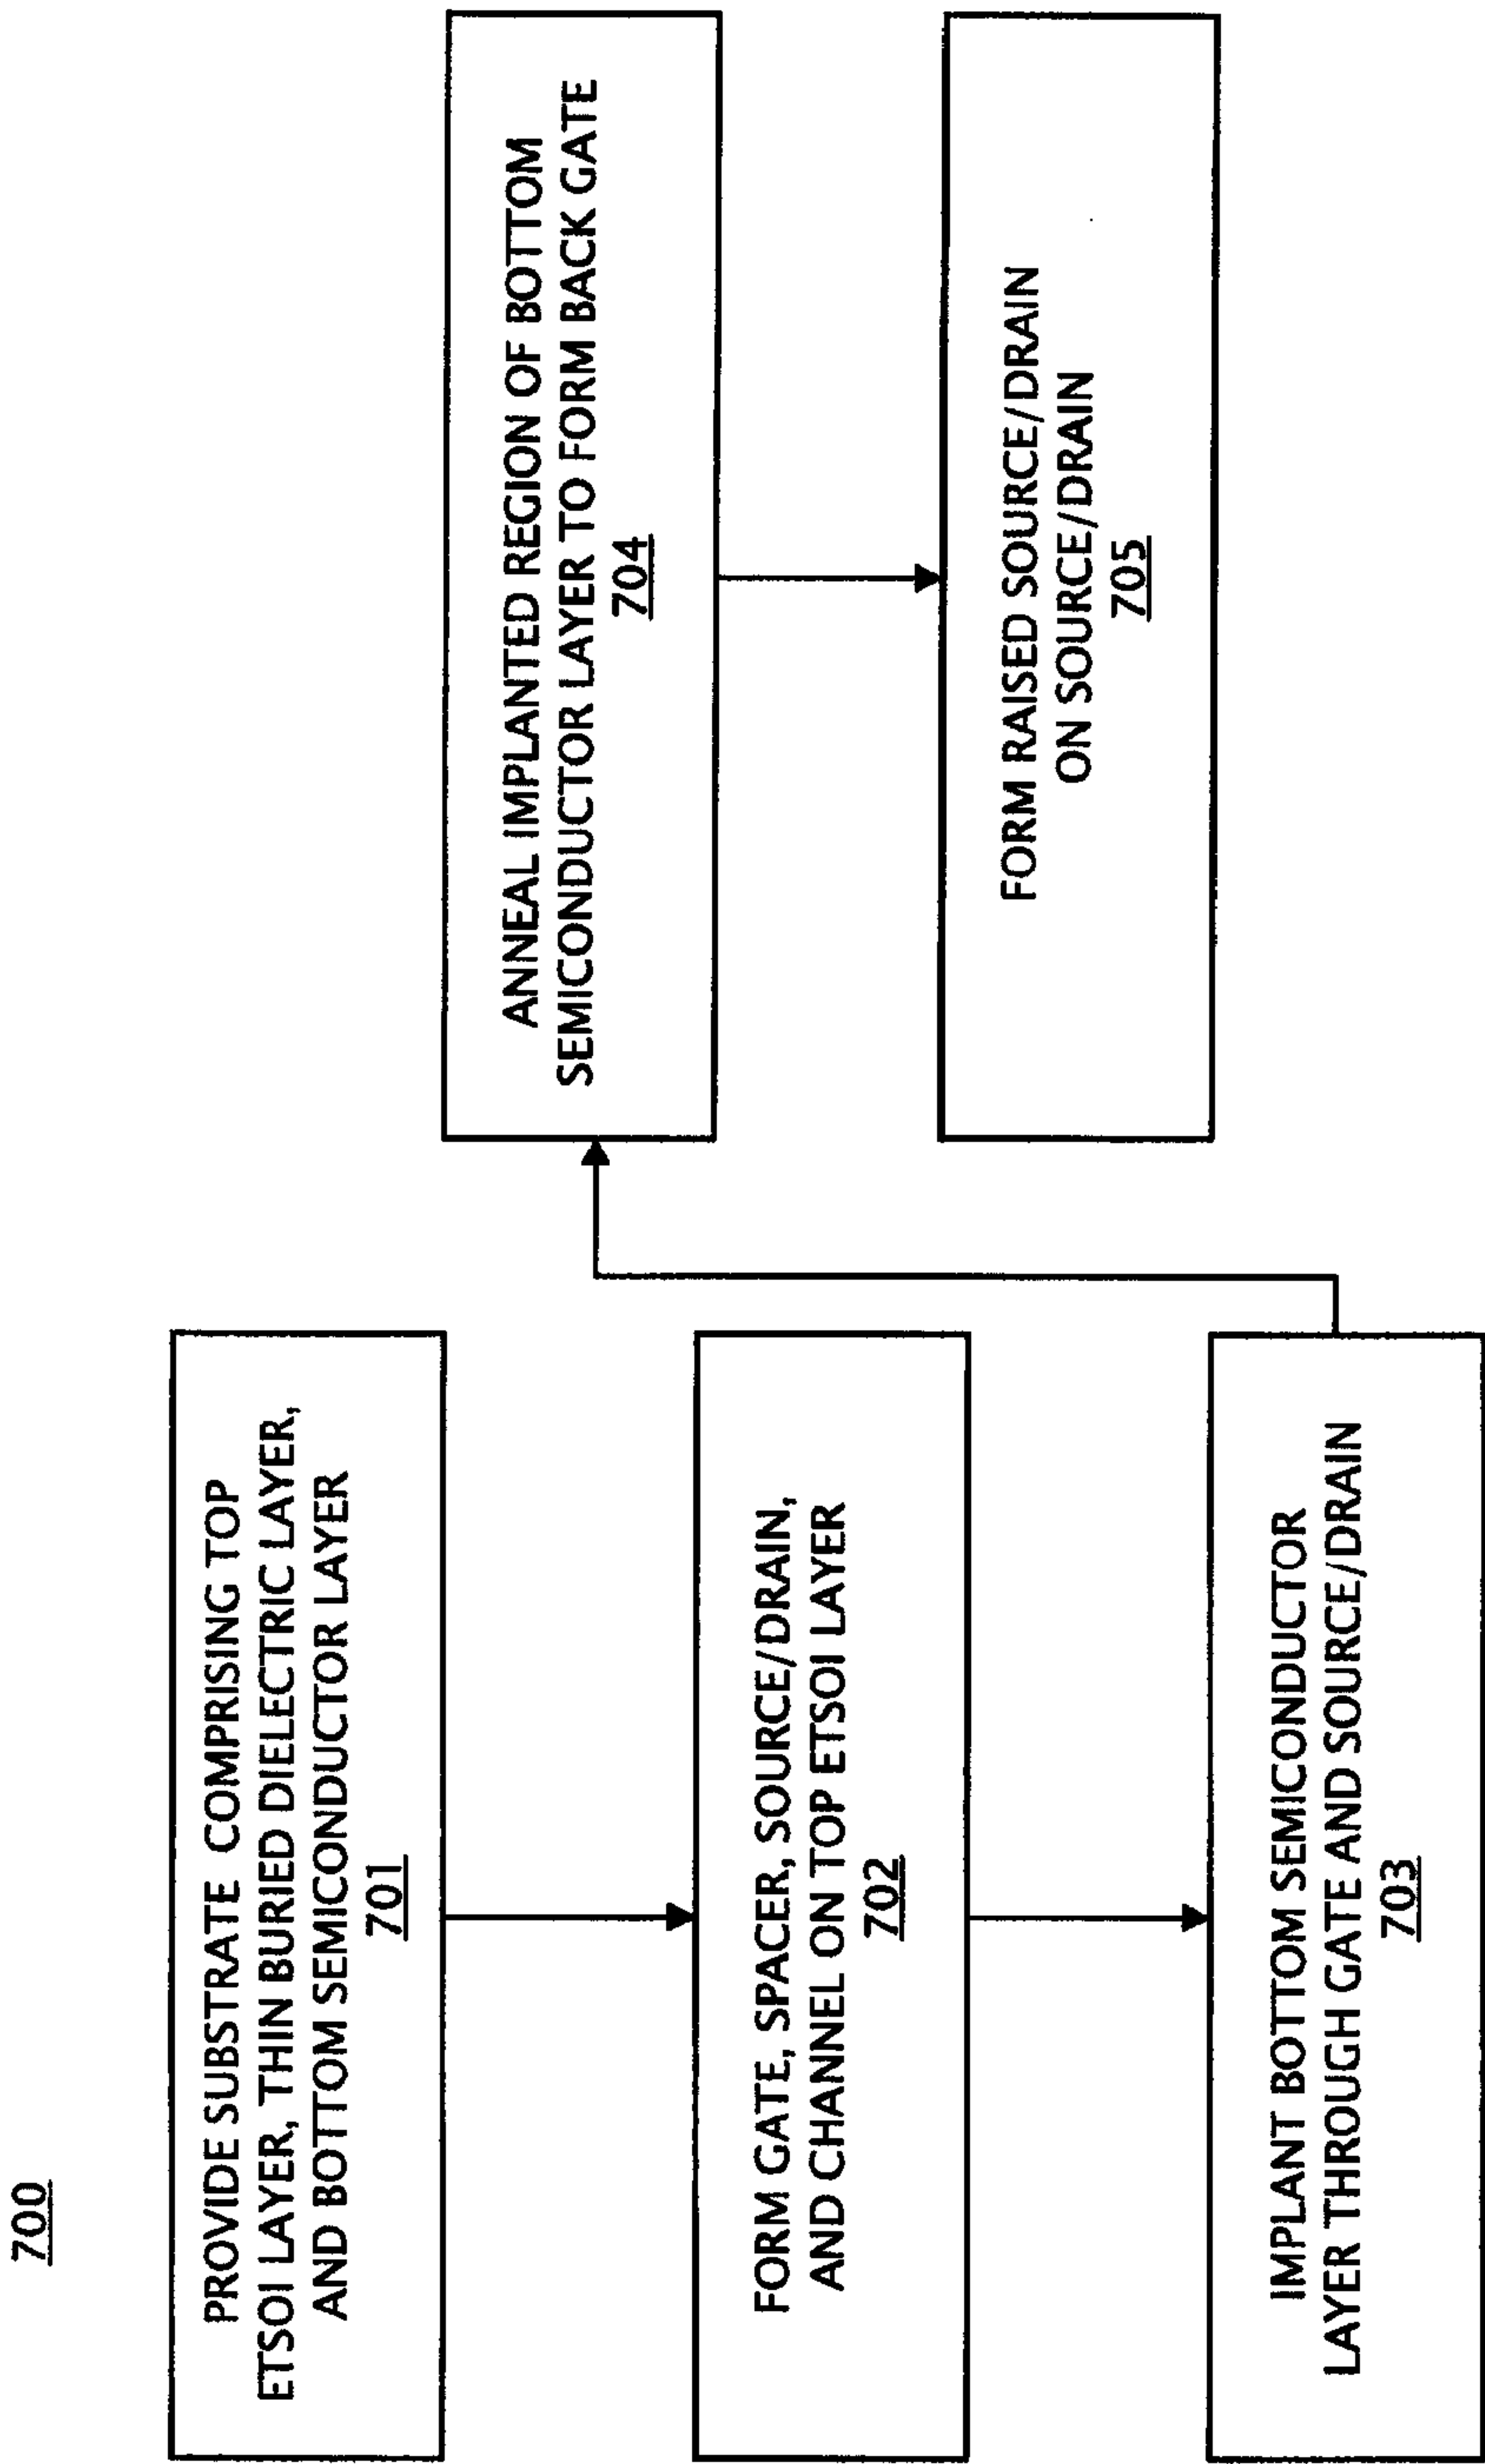 700
PROVIDE SUBSTRATE COMPRISING TOP
ETSOI LAYER, THIN BURIED DIELECTRIC LAYER,
AND BOTTOM SEMICONDUCTOR LAYER
701
FORM GATE, SPACER, SOURCE/DRAIN,
AND CHANNEL ON TOP ETSOI LAYER
702
IMPLANT BOTTOM SEMICONDUCTOR
LAYER THROUGH GATE AND SOURCE/DRAIN
703
ANNEAL IMPLANTED REGION OF BOTTOM
SEMICONDUCTOR LAYER TO FORM BACK GATE
704
FORM RAISED SOURCE/DRAIN
ON SOURCE/DRAIN
705